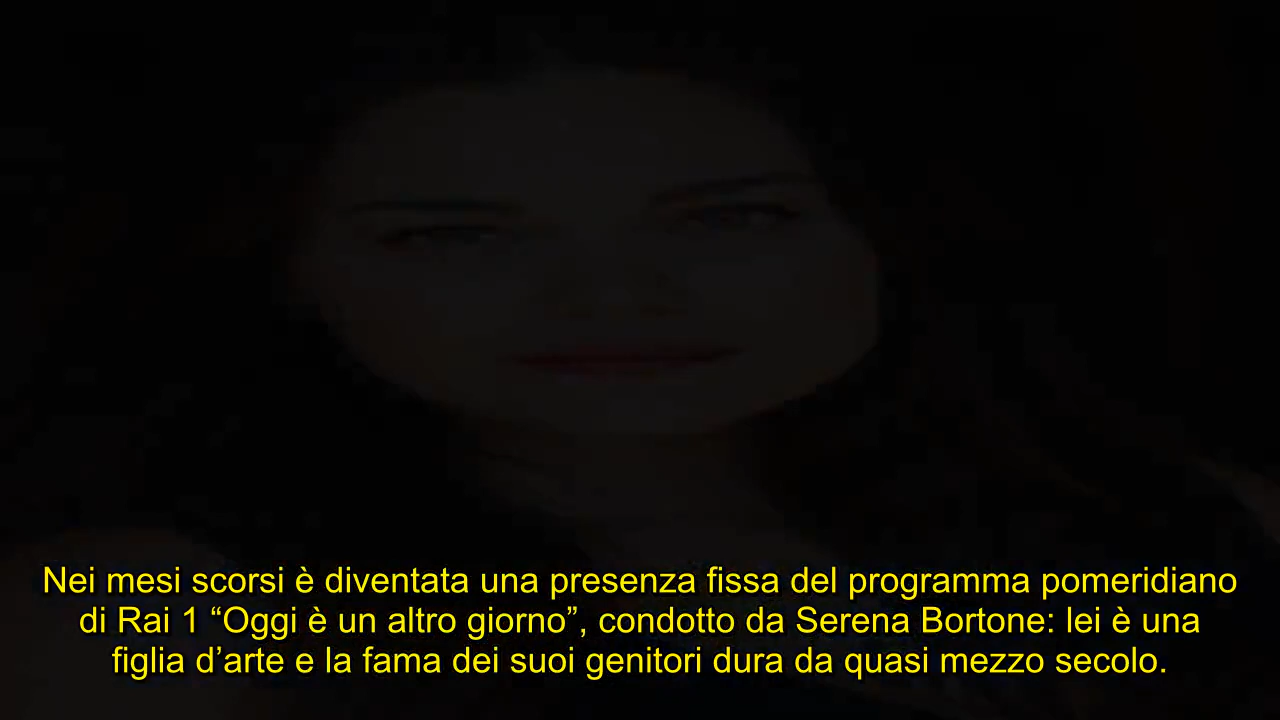 Nei mesi scorsi è diventata una presenza fissa del programma pomeridiano
di Rai 1 “Oggi è un altro giorno”, condotto da Serena Bortone: lei è una
figlia d’arte e la fama dei suoi genitori dura da quasi mezzo secolo.